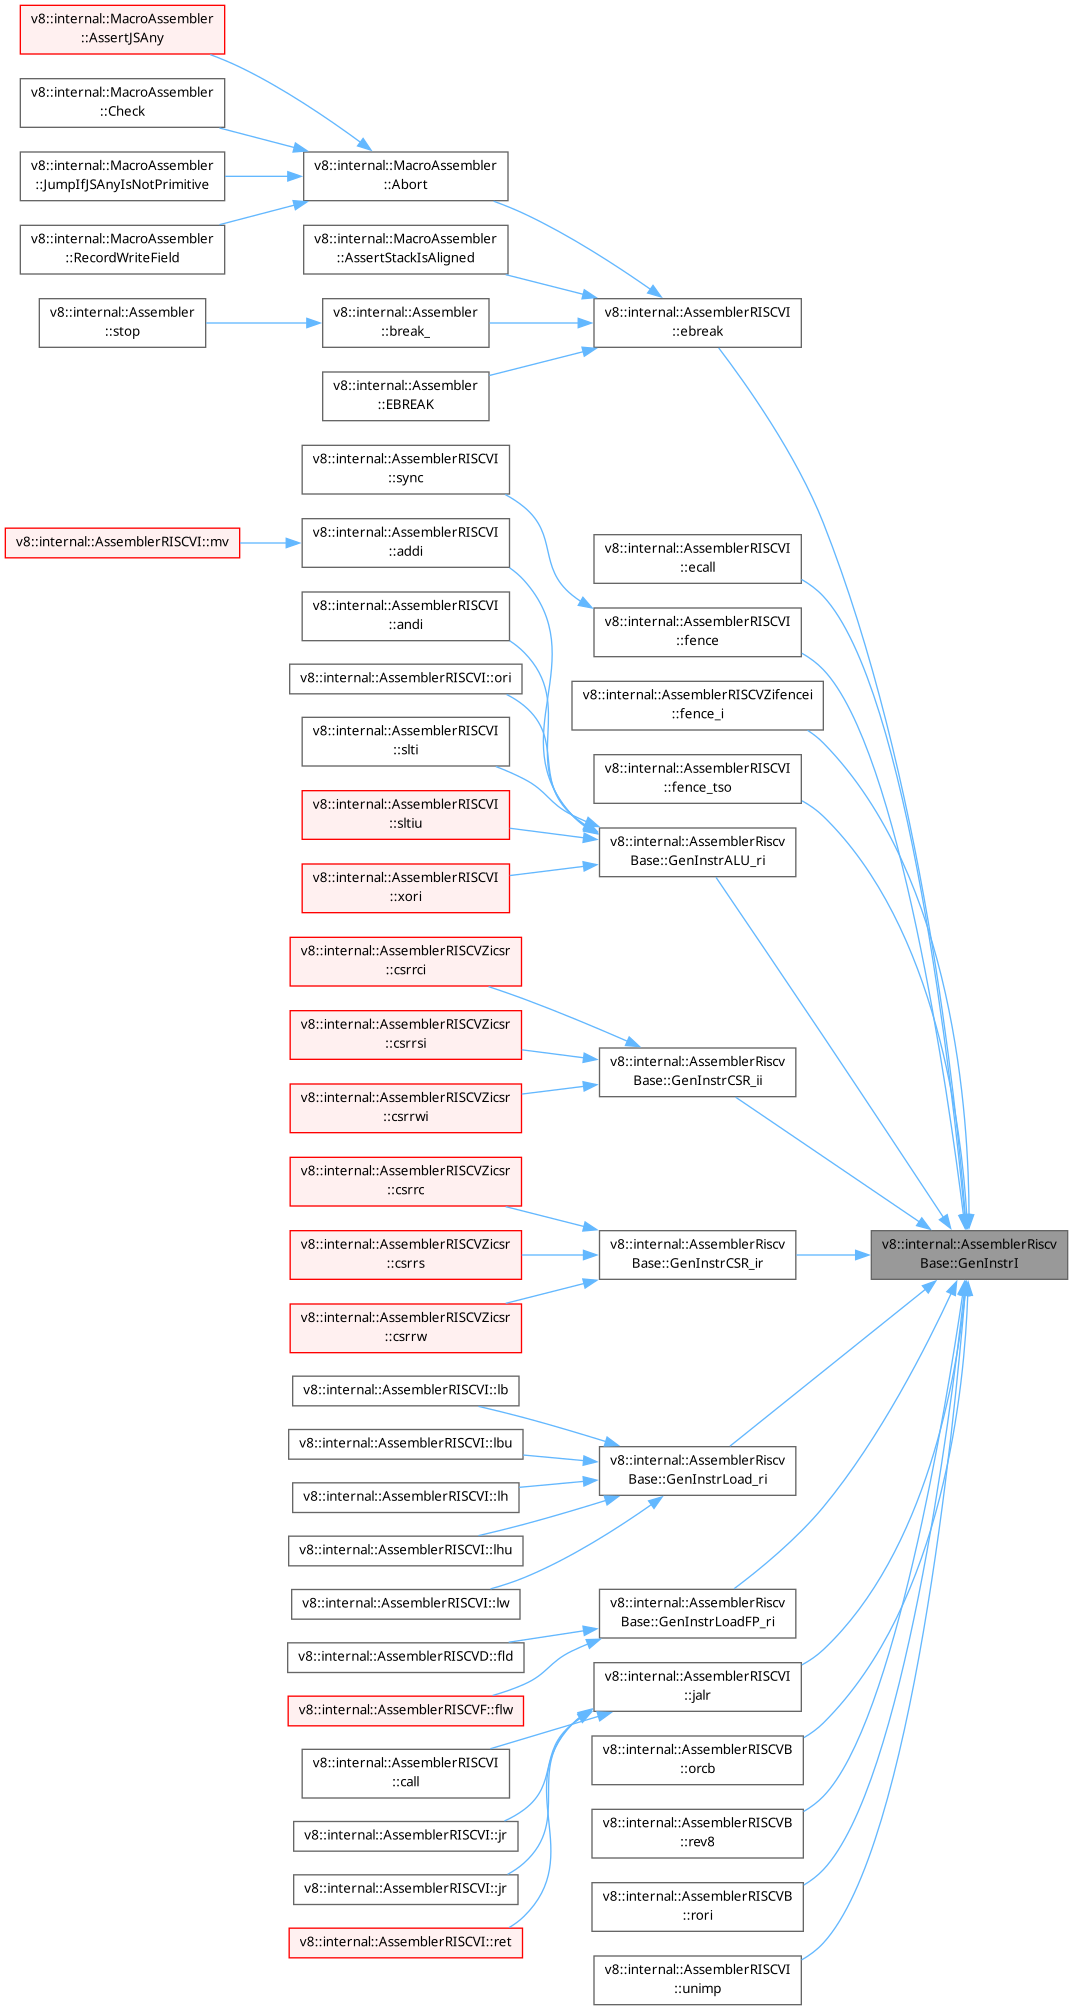 v8::internal::MacroAssembler
::AssertJSAny
v8::internal::MacroAssembler
::Check
v8::internal::MacroAssembler
::JumpIfJSAnyIsNotPrimitive
v8::internal::MacroAssembler
::RecordWriteField
v8::internal::Assembler
::stop
v8::internal::AssemblerRISCVI::mv
v8::internal::MacroAssembler
::Abort
v8::internal::MacroAssembler
::AssertStackIsAligned
v8::internal::Assembler
::break_
v8::internal::Assembler
::EBREAK
v8::internal::AssemblerRISCVI
::sync
v8::internal::AssemblerRISCVI
::addi
v8::internal::AssemblerRISCVI
::andi
v8::internal::AssemblerRISCVI::ori
v8::internal::AssemblerRISCVI
::slti
v8::internal::AssemblerRISCVI
::sltiu
v8::internal::AssemblerRISCVI
::xori
v8::internal::AssemblerRISCVZicsr
::csrrci
v8::internal::AssemblerRISCVZicsr
::csrrsi
v8::internal::AssemblerRISCVZicsr
::csrrwi
v8::internal::AssemblerRISCVZicsr
::csrrc
v8::internal::AssemblerRISCVZicsr
::csrrs
v8::internal::AssemblerRISCVZicsr
::csrrw
v8::internal::AssemblerRISCVI::lb
v8::internal::AssemblerRISCVI::lbu
v8::internal::AssemblerRISCVI::lh
v8::internal::AssemblerRISCVI::lhu
v8::internal::AssemblerRISCVI::lw
v8::internal::AssemblerRISCVD::fld
v8::internal::AssemblerRISCVF::flw
v8::internal::AssemblerRISCVI
::call
v8::internal::AssemblerRISCVI::jr
v8::internal::AssemblerRISCVI::jr
v8::internal::AssemblerRISCVI::ret
v8::internal::AssemblerRISCVI
::ebreak
v8::internal::AssemblerRISCVI
::ecall
v8::internal::AssemblerRISCVI
::fence
v8::internal::AssemblerRISCVZifencei
::fence_i
v8::internal::AssemblerRISCVI
::fence_tso
v8::internal::AssemblerRiscv
Base::GenInstrALU_ri
v8::internal::AssemblerRiscv
Base::GenInstrCSR_ii
v8::internal::AssemblerRiscv
Base::GenInstrCSR_ir
v8::internal::AssemblerRiscv
Base::GenInstrLoad_ri
v8::internal::AssemblerRiscv
Base::GenInstrLoadFP_ri
v8::internal::AssemblerRISCVI
::jalr
v8::internal::AssemblerRISCVB
::orcb
v8::internal::AssemblerRISCVB
::rev8
v8::internal::AssemblerRISCVB
::rori
v8::internal::AssemblerRISCVI
::unimp
v8::internal::AssemblerRiscv
Base::GenInstrI